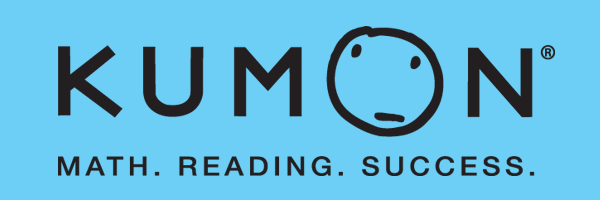 KUMON®
MATH. READING. SUCCESS.